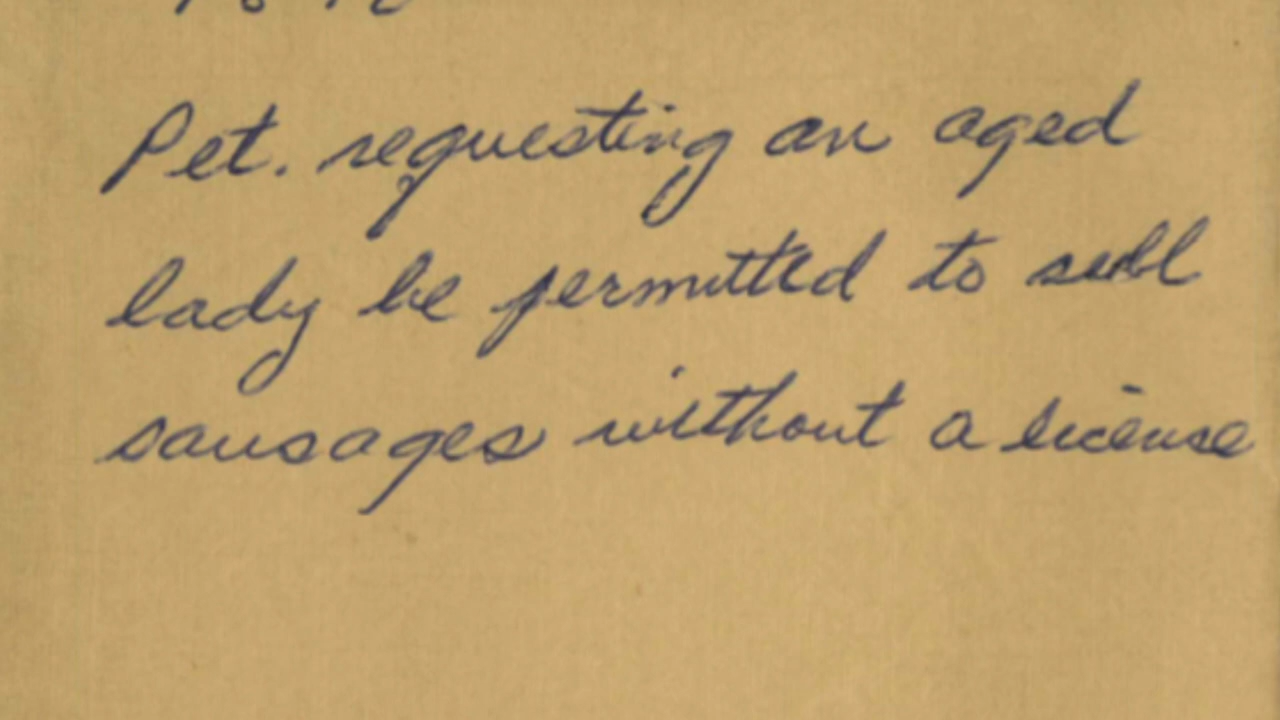 Pet. requesting an aged
lady be permitted to sell
sausages without a license